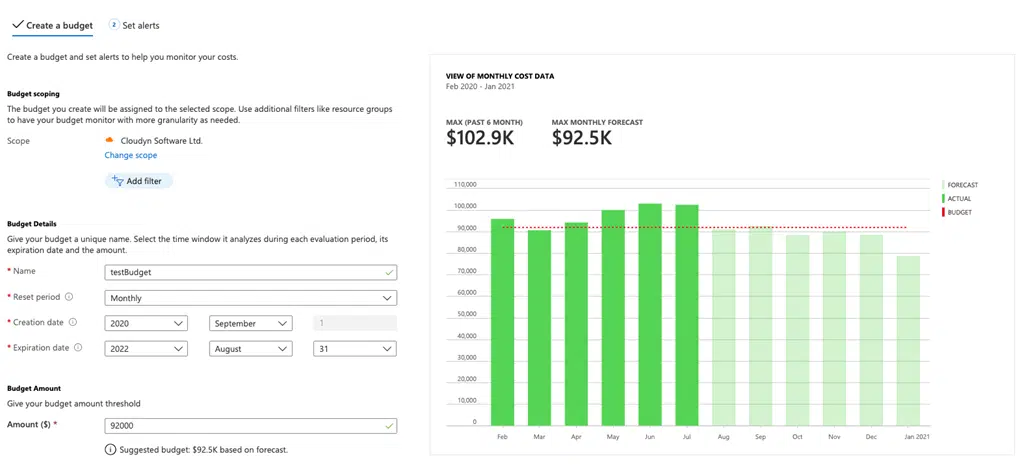 Create a budget
2 Set alerts
Create a budget and set alerts to help you monitor your costs.
Budget scoping
The budget you create will be assigned to the selected scope. Use additional filters like resource groups
to have your budget monitor with more granularity as needed.
Scope
Cloudyn Software Ltd.
Change scope
Add filter
Budget Details
Give your budget a unique name. Select the time window it analyzes during each evaluation period, its
expiration date and the amount.
* Name
testBudget
* Reset period
Monthly
* Creation date
2020
September
1
* Expiration date
2022
August
31
Budget Amount
Give your budget amount threshold
Amount ($) *
92000
Suggested budget: $92.5K based on forecast.
VIEW OF MONTHLY COST DATA
Feb 2020 - Jan 2021
MAX (PAST 6 MONTH)
$102.9K
MAX MONTHLY FORECAST
$92.5K
110,000
100,000
90,000
80,000
70,000
60,000
50,000
40,000
30,000
20,000
10,000
0
Feb Mar Apr May Jun Jul Aug Sep Oct Nov Dec Jan 2021
FORECAST
ACTUAL
BUDGET